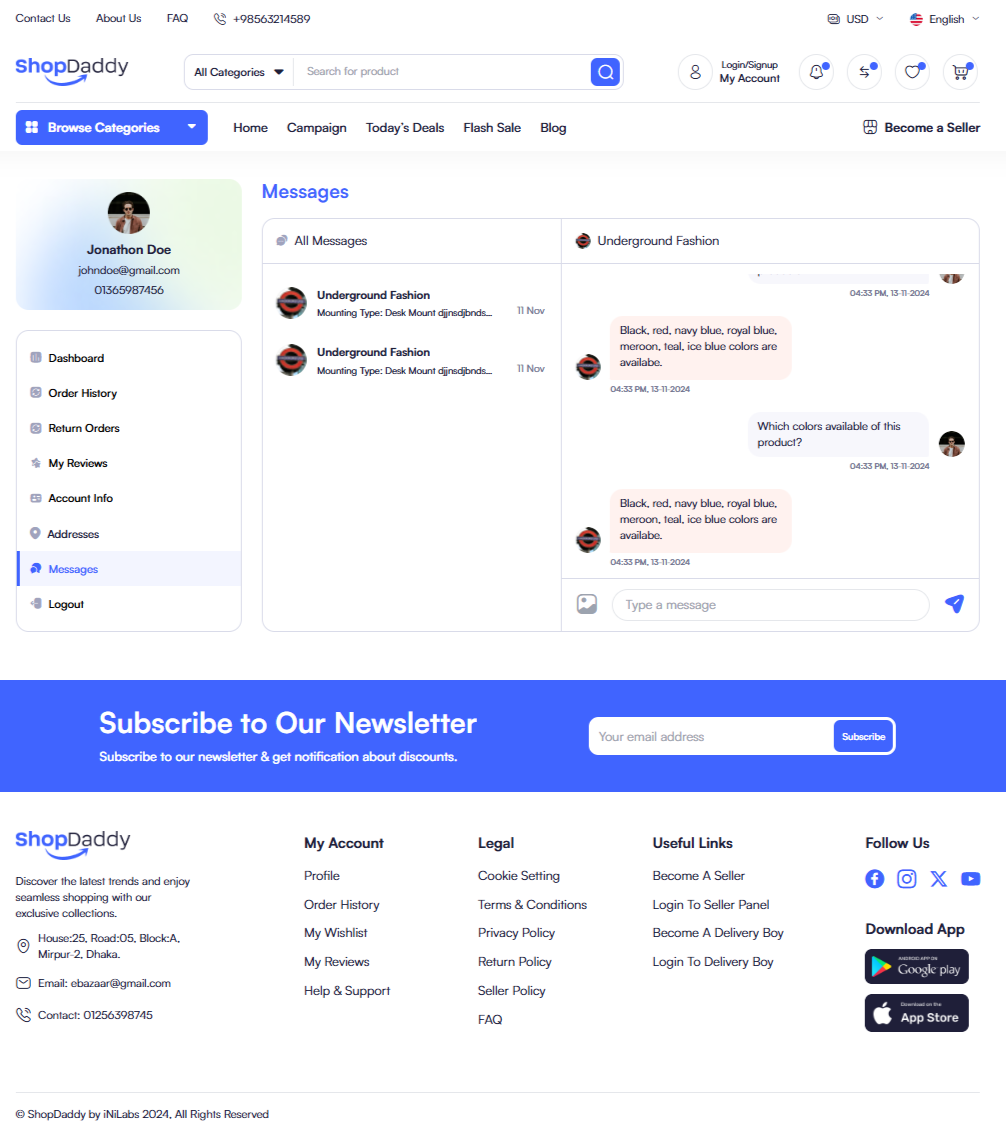 Contact Us About Us FAQ +98563214589 USD English
ShopDaddy All Categories Search for product Login/Signup
My Account
Browse Categories Home Campaign Today's Deals Flash Sale Blog Become a Seller
Jonathon Doe
johndoe@gmail.com
01365987456
Dashboard
Order History
Return Orders
My Reviews
Account Info
Addresses
Messages
Logout
Messages
All Messages
Underground Fashion
Mounting Type: Desk Mount djjnsdjbnds...
11 Nov
Underground Fashion
Mounting Type: Desk Mount djjnsdjbnds...
11 Nov
Underground Fashion
04:33 PM, 13-11-2024
Black, red, navy blue, royal blue,
meroon, teal, ice blue colors are
availabe.
04:33 PM, 13-11-2024
Which colors available of this
product?
04:33 PM, 13-11-2024
Black, red, navy blue, royal blue,
meroon, teal, ice blue colors are
availabe.
04:33 PM, 13-11-2024
Type a message
Subscribe to Our Newsletter
Subscribe to our newsletter & get notification about discounts.
Your email address Subscribe
ShopDaddy
Discover the latest trends and enjoy
seamless shopping with our
exclusive collections.
House:25, Road:05, Block:A,
Mirpur-2, Dhaka.
Email: ebazaar@gmail.com
Contact: 01256398745
My Account
Profile
Order History
My Wishlist
My Reviews
Help & Support
Legal
Cookie Setting
Terms & Conditions
Privacy Policy
Return Policy
Seller Policy
FAQ
Useful Links
Become A Seller
Login To Seller Panel
Become A Delivery Boy
Login To Delivery Boy
Follow Us
Download App
ANDROID APP ON
Google play
Download on the
App Store
© ShopDaddy by iNiLabs 2024, All Rights Reserved